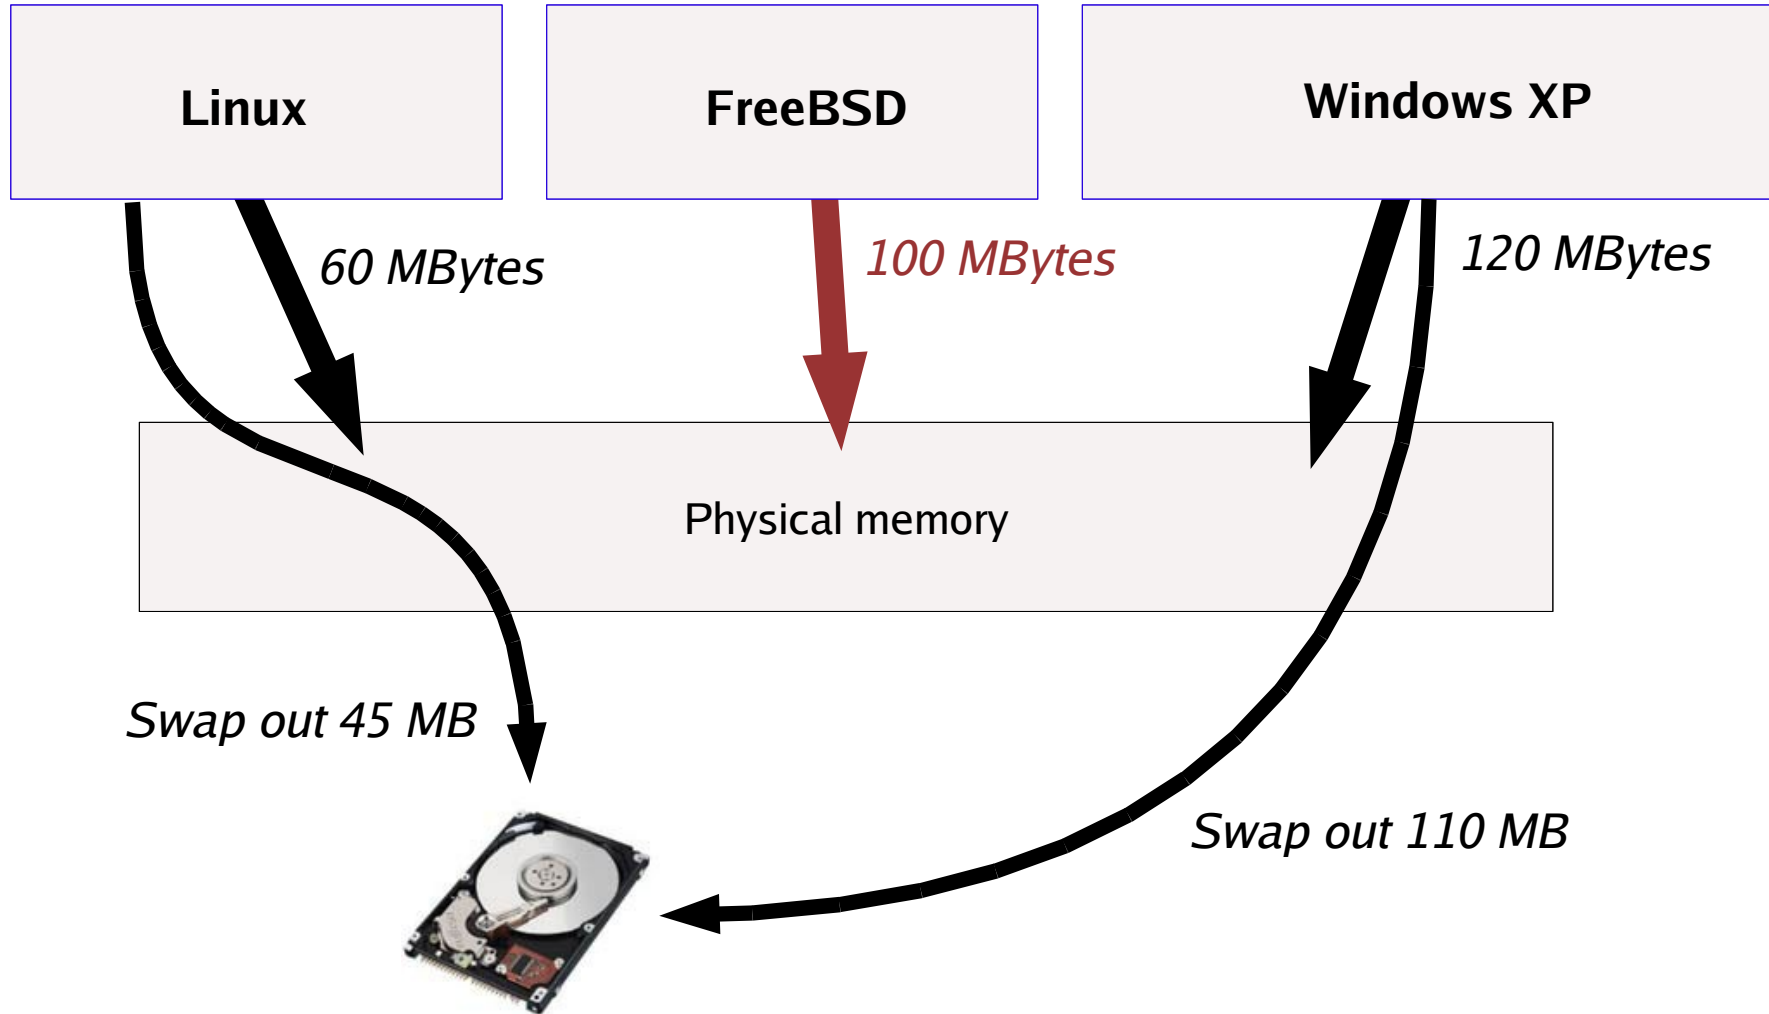 Linux
FreeBSD
Windows XP
60 MBytes
100 MBytes
120 MBytes
Physical memory
Swap out 45 MB
Swap out 110 MB